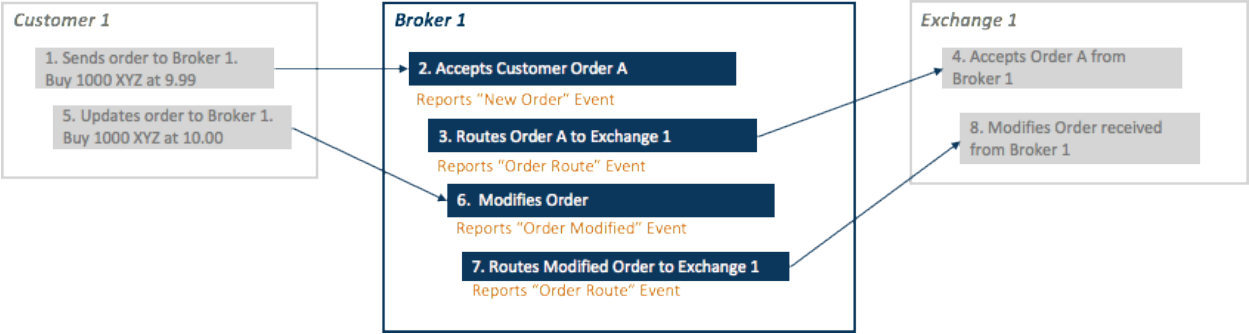 Customer 1
1. Sends order to Broker 1.
Buy 1000 XYZ at 9.99
5. Updates order to Broker 1.
Buy 1000 XYZ at 10.00
Broker 1
2. Accepts Customer Order A
Reports “New Order” Event
3. Routes Order A to Exchange 1
Reports “Order Route” Event
6. Modifies Order
Reports “Order Modified” Event
7. Routes Modified Order to Exchange 1
Reports “Order Route” Event
Exchange 1
4. Accepts Order A from
Broker 1
8. Modifies Order received
from Broker 1